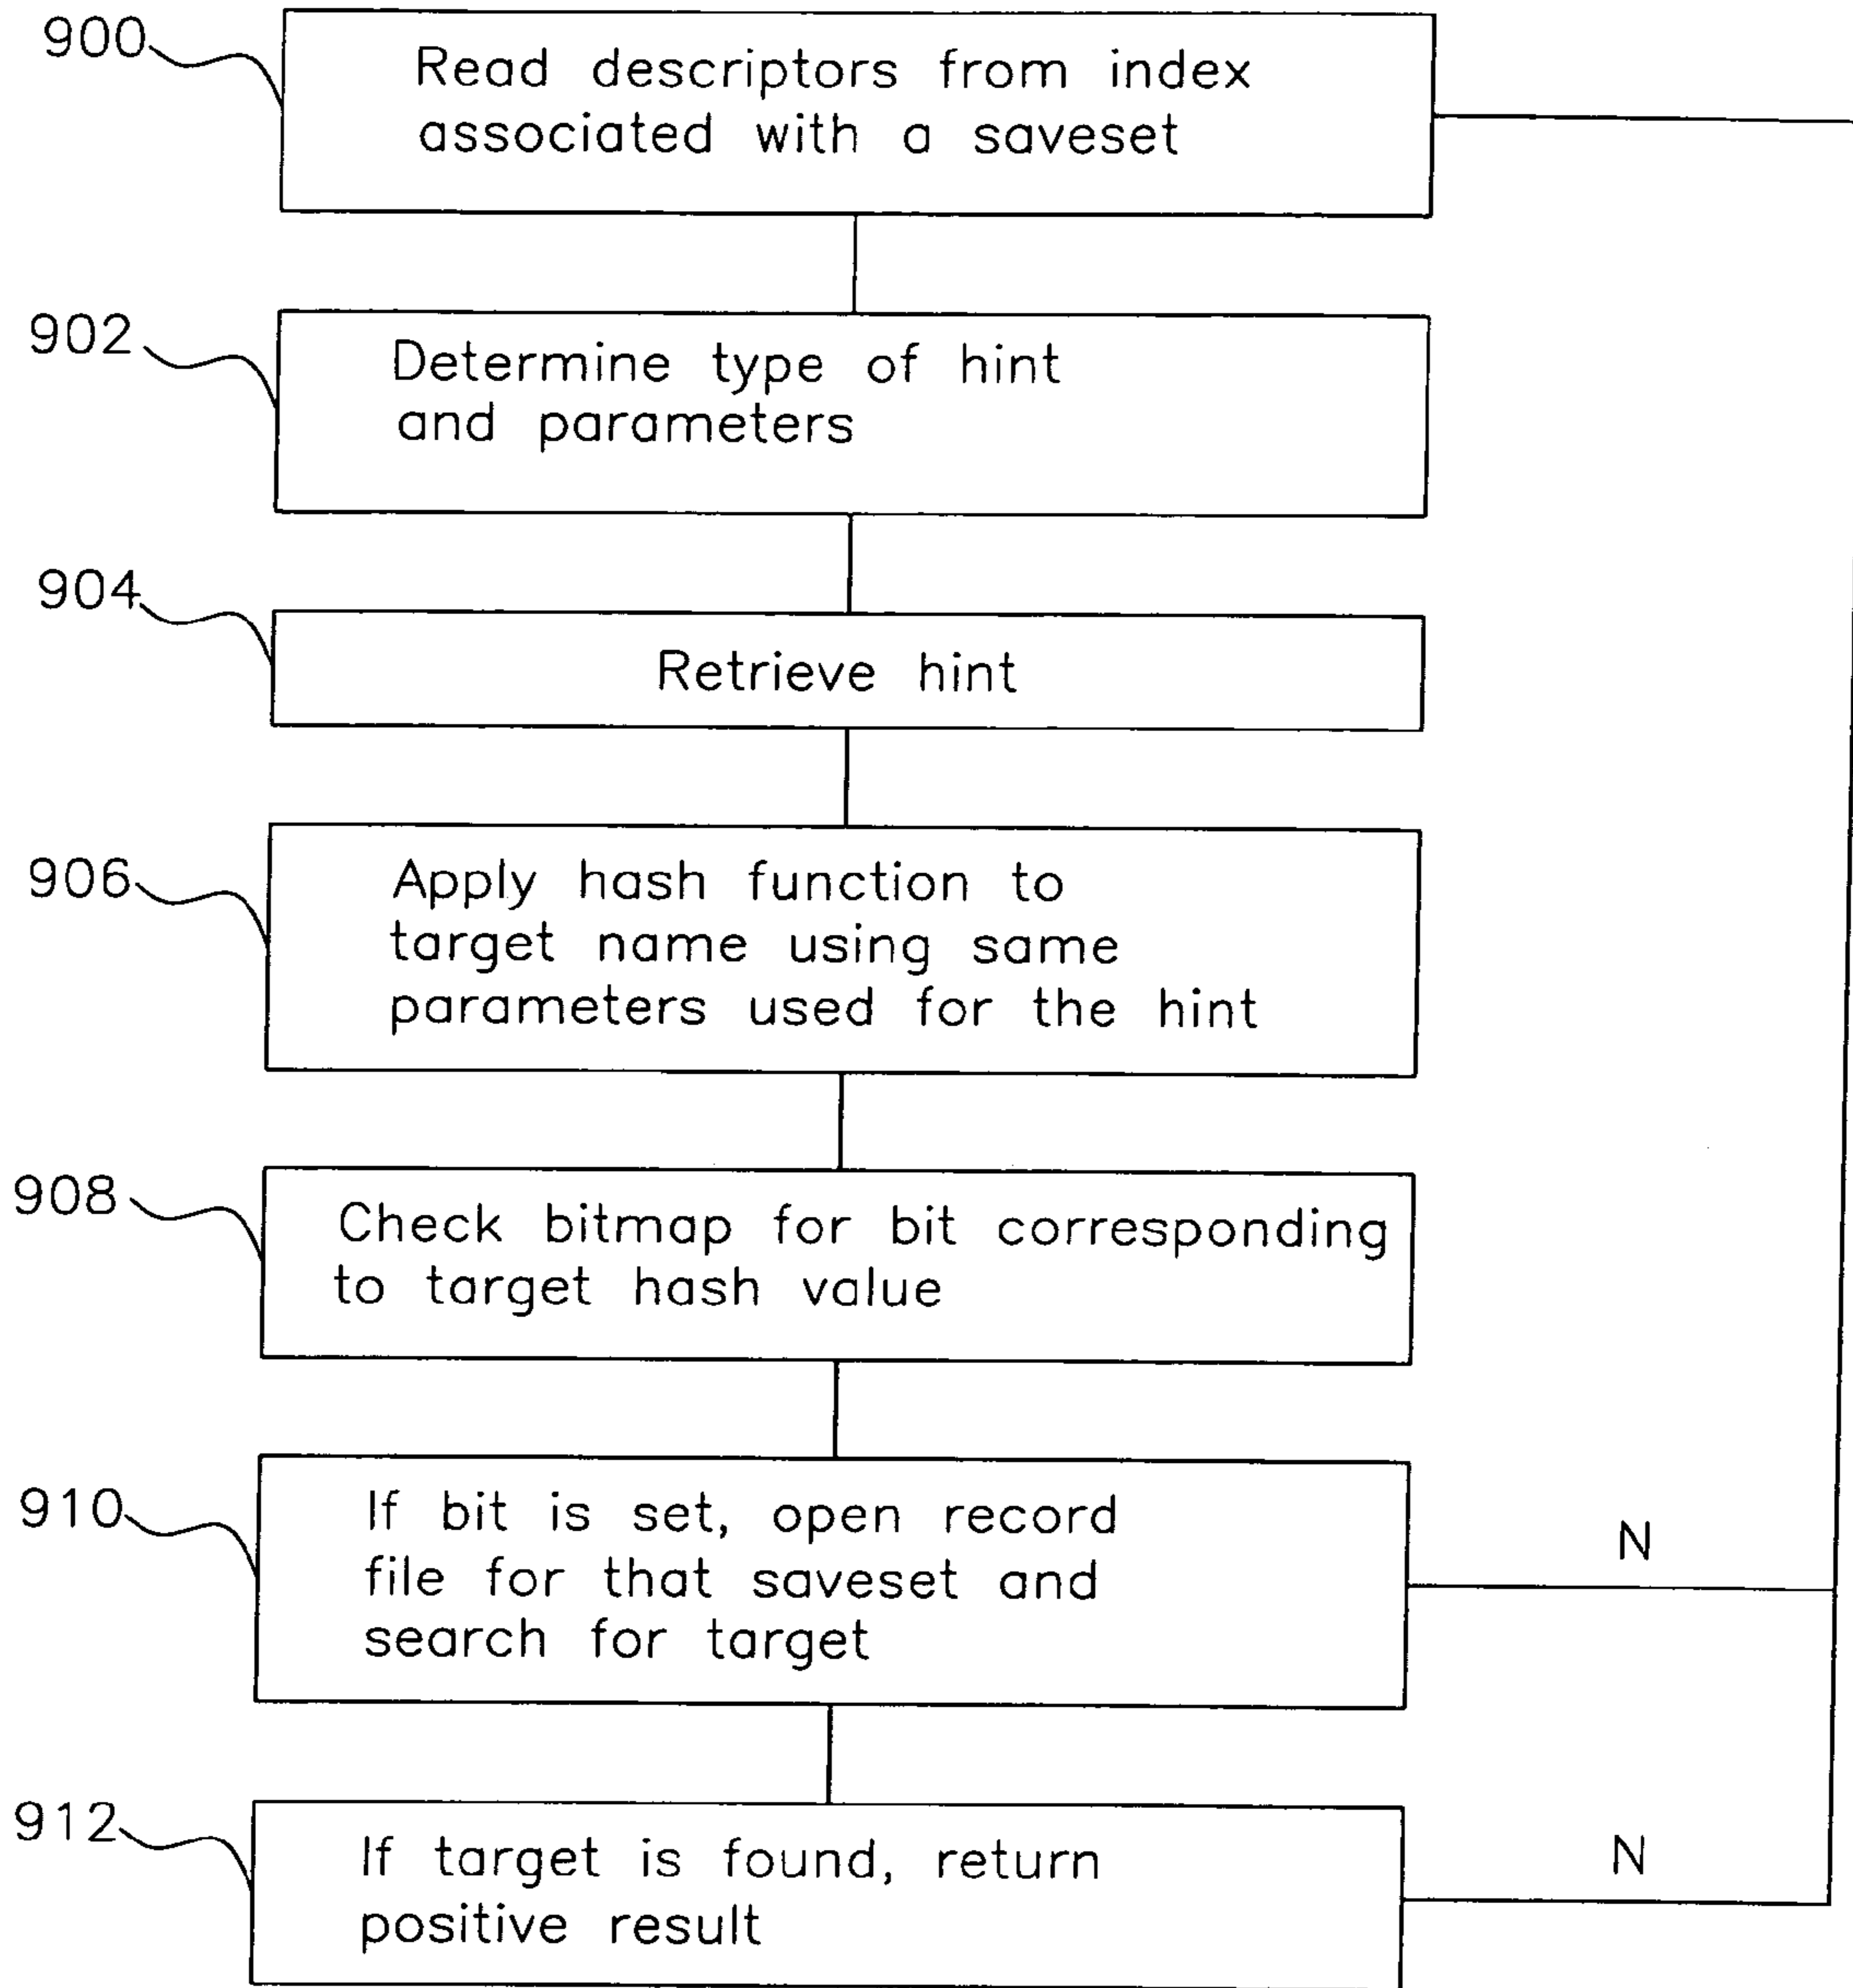 900
Read descriptors from index
associated with a saveset
902
Determine type of hint
and parameters
904
Retrieve hint
906
Apply hash function to
target name using same
parameters used for the hint
908
Check bitmap for bit corresponding
to target hash value
910
If bit is set, open record
file for that saveset and
search for target
N
912
If target is found, return
positive result
N